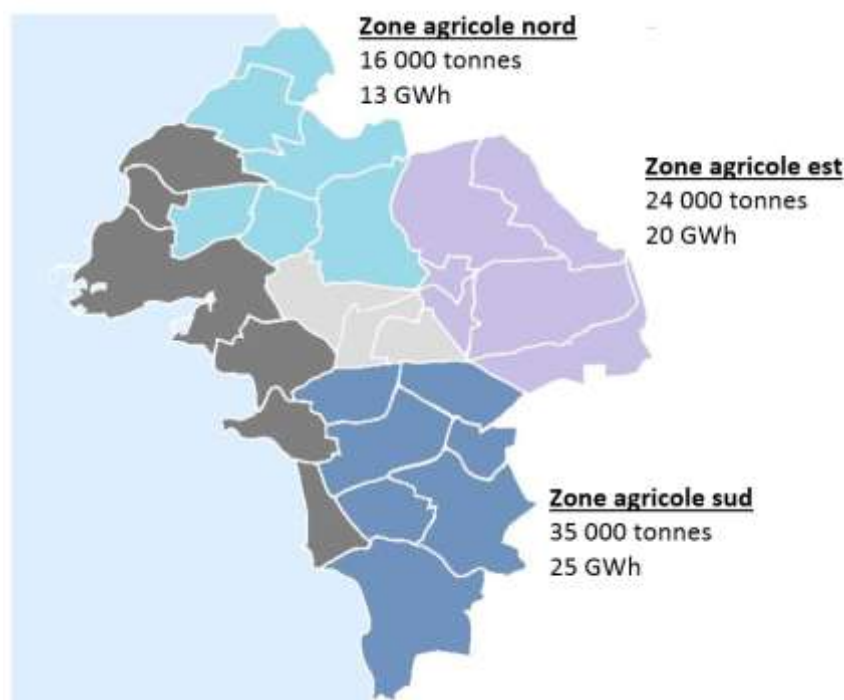 Zone agricole nord
16 000 tonnes
13 GWh
Zone agricole est
24 000 tonnes
20 GWh
Zone agricole sud
35 000 tonnes
25 GWh